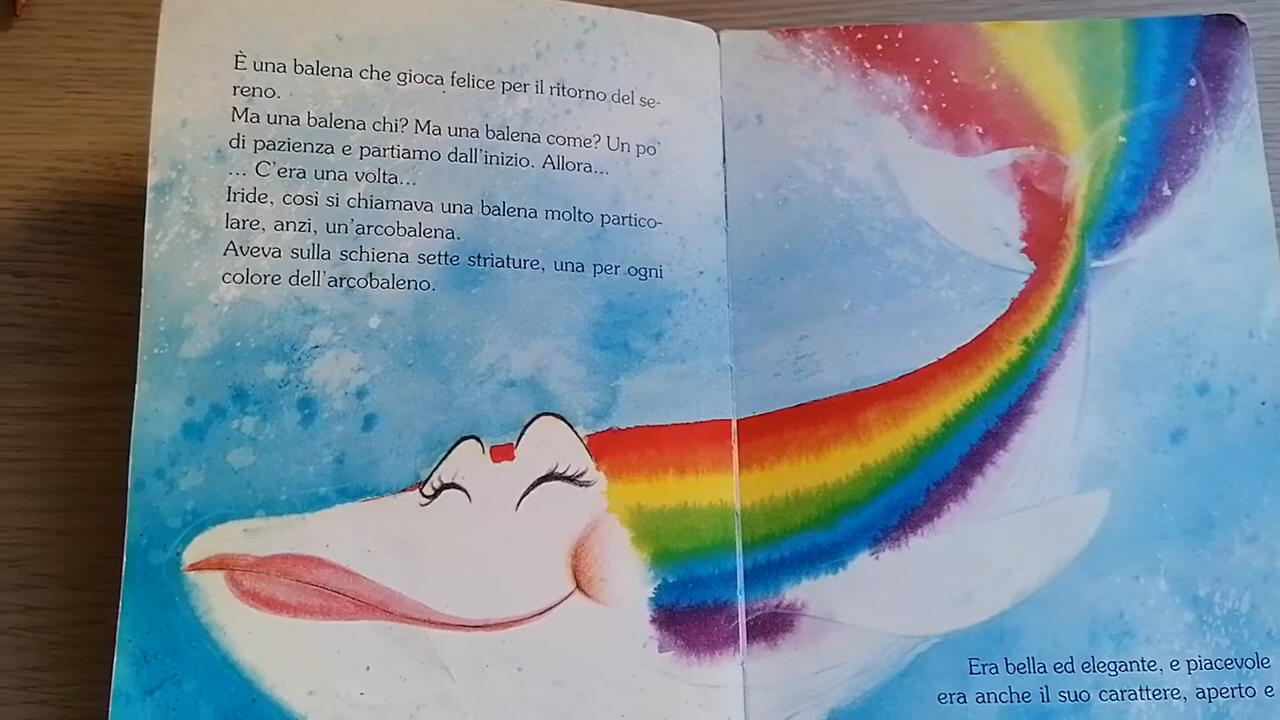 È una balena che gioca felice per il ritorno del se-
reno.
Ma una balena chi? Ma una balena come? Un po'
di pazienza e partiamo dall'inizio. Allora...
... C'era una volta...
Iride, così si chiamava una balena molto partico-
lare, anzi, un'arcobalena.
Aveva sulla schiena sette striature, una per ogni
colore dell'arcobaleno.
Era bella ed elegante, e piacevole
era anche il suo carattere, aperto e